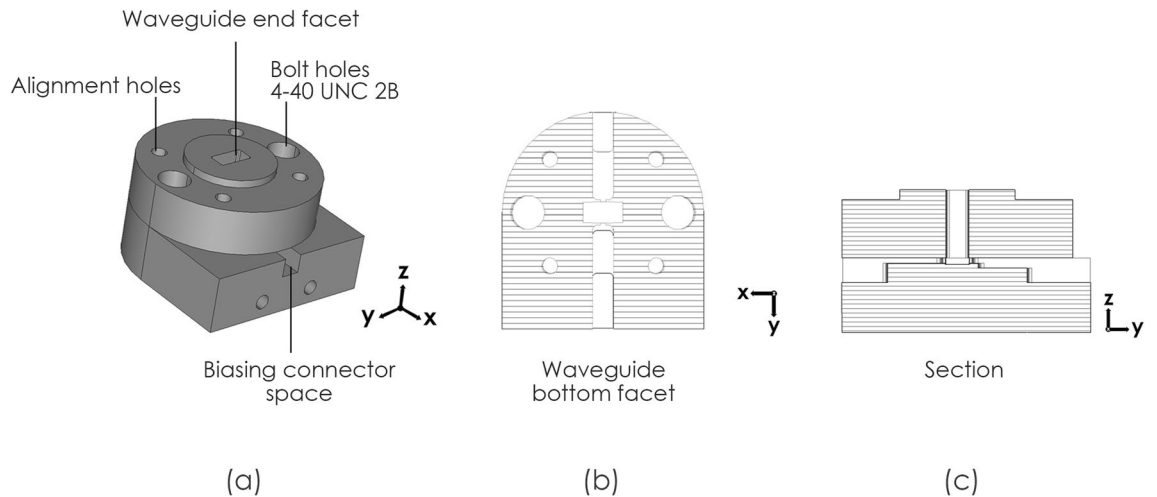 Waveguide end facet
Alignment holes
Bolt holes
4-40 UNC 2B
z
y
x
Biasing connector
space
x
y
Waveguide
bottom facet
z
y
Section
(a)
(b)
(c)